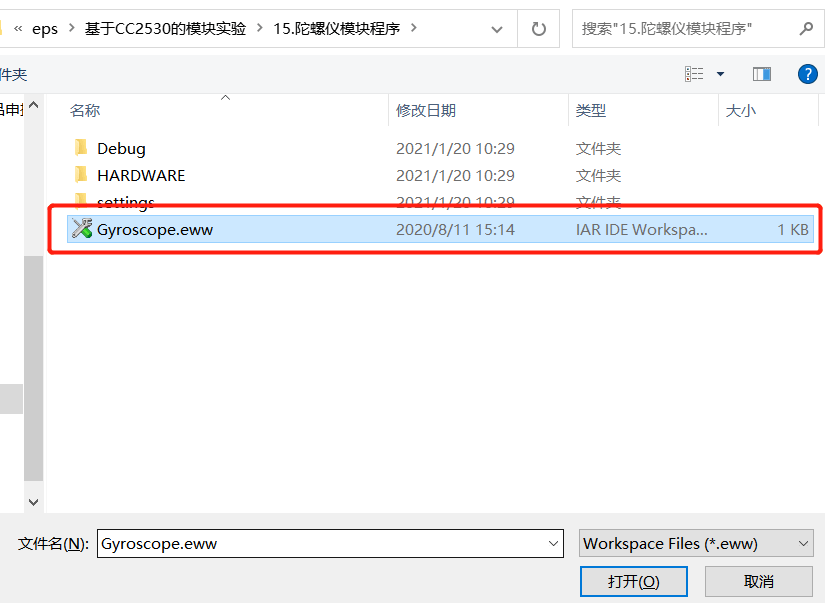 « eps › 基于CC2530的模块实验 › 15.陀螺仪模块程序 ›
搜索"15.陀螺仪模块程序"
件夹
名称 修改日期 类型 大小
Debug 2021/1/20 10:29 文件夹
HARDWARE 2021/1/20 10:29 文件夹
settings 2021/1/20 10:29 文件夹
Gyroscope.eww 2020/8/11 15:14 IAR IDE Workspa... 1 KB
文件名(N): Gyroscope.eww Workspace Files (*.eww)
打开(O) 取消